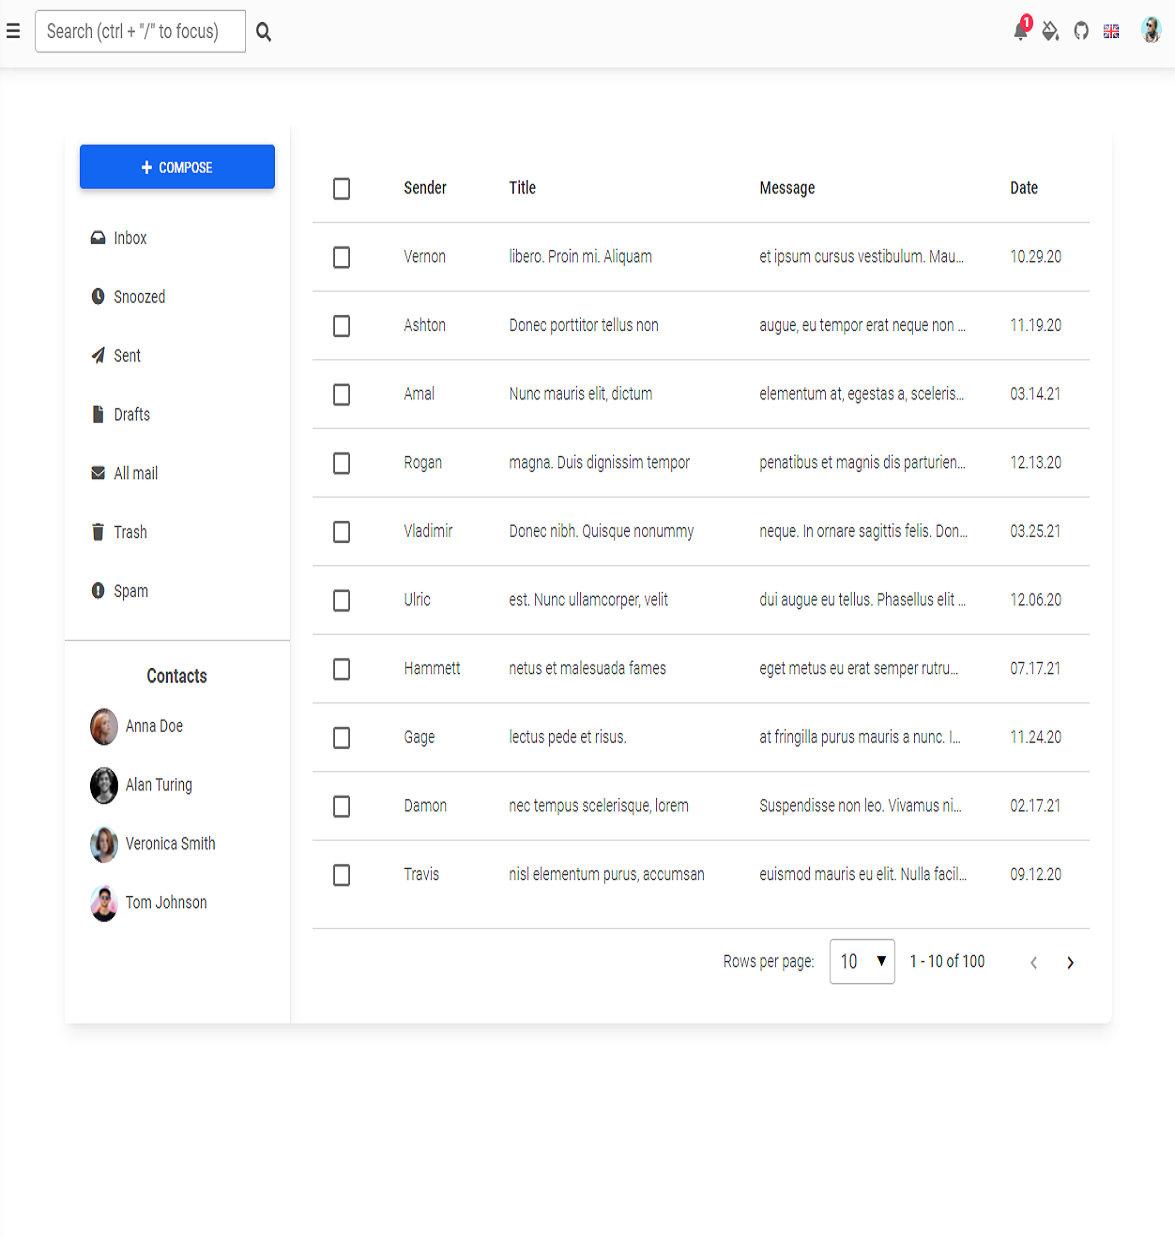 Search (ctrl + "/" to focus)
1
COMPOSE
Inbox
Snoozed
Sent
Drafts
All mail
Trash
Spam
Contacts
Anna Doe
Alan Turing
Veronica Smith
Tom Johnson
Sender Title Message Date
Vernon libero. Proin mi. Aliquam et ipsum cursus vestibulum. Mau... 10.29.20
Ashton Donec porttitor tellus non augue, eu tempor erat neque non ... 11.19.20
Amal Nunc mauris elit, dictum elementum at, egestas a, sceleris... 03.14.21
Rogan magna. Duis dignissim tempor penatibus et magnis dis parturien... 12.13.20
Vladimir Donec nibh. Quisque nonummy neque. In ornare sagittis felis. Don... 03.25.21
Ulric est. Nunc ullamcorper, velit dui augue eu tellus. Phasellus elit ... 12.06.20
Hammett netus et malesuada fames eget metus eu erat semper rutru... 07.17.21
Gage lectus pede et risus. at fringilla purus mauris a nunc. I... 11.24.20
Damon nec tempus scelerisque, lorem Suspendisse non leo. Vivamus ni... 02.17.21
Travis nisl elementum purus, accumsan euismod mauris eu elit. Nulla facil... 09.12.20
Rows per page: 10 1 - 10 of 100